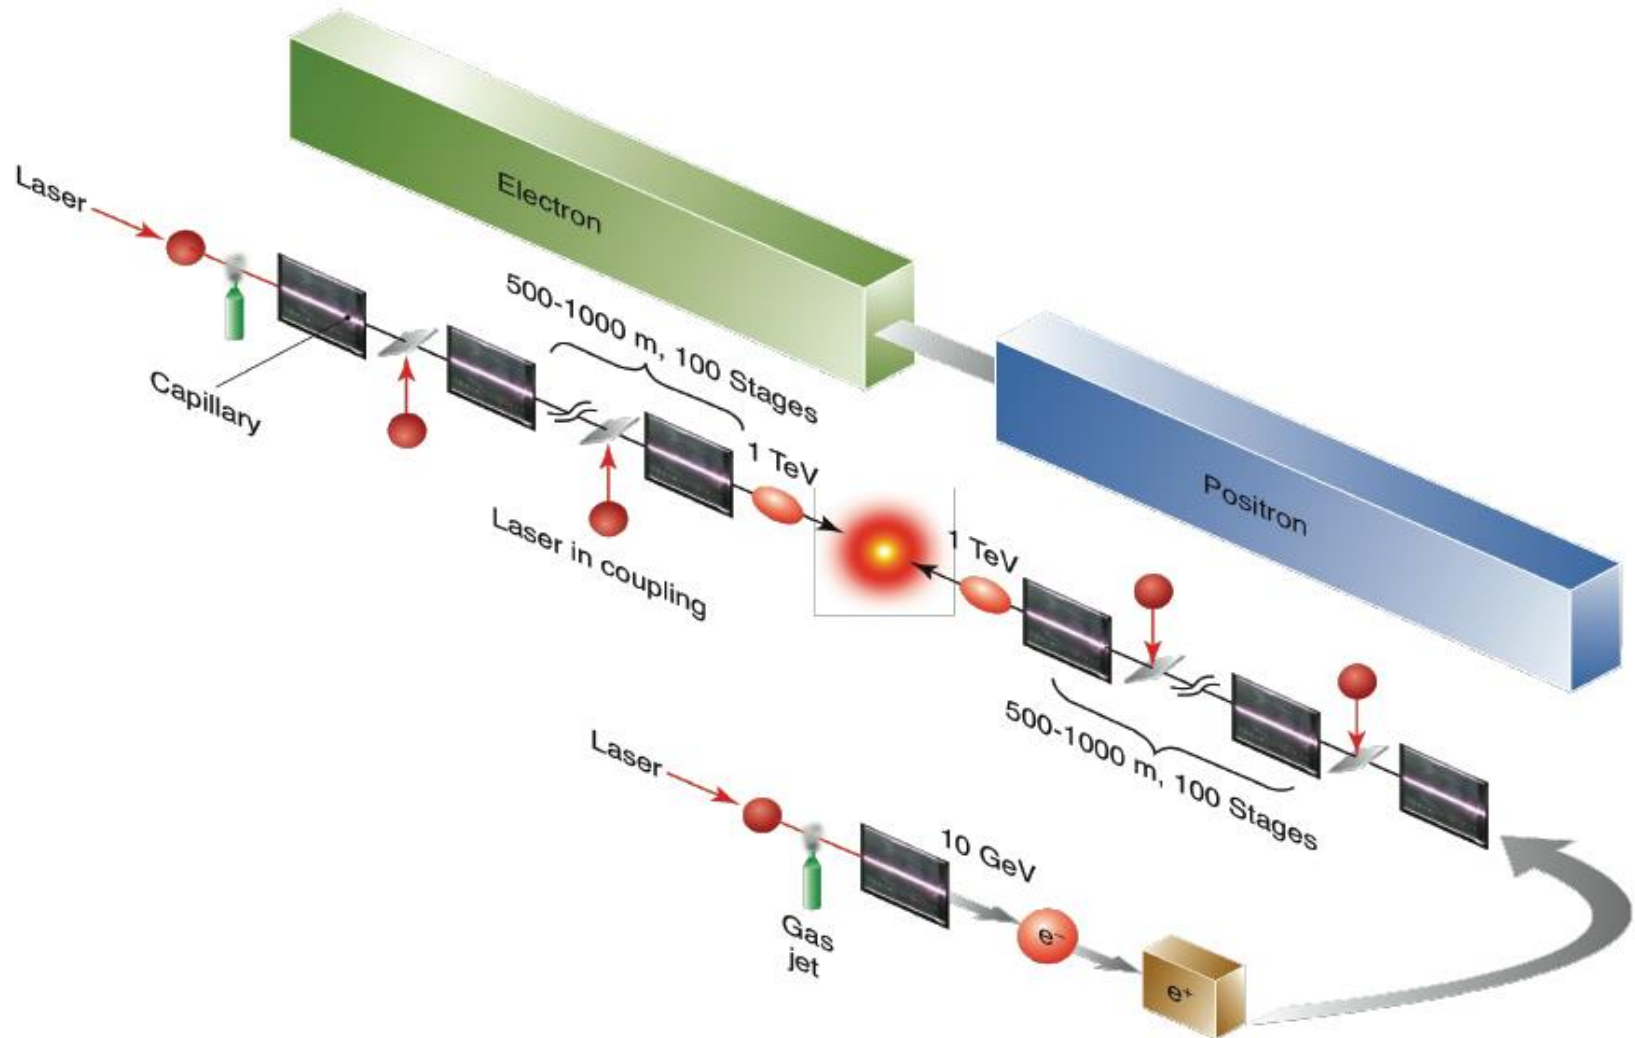 Electron
Laser
500-1000 m, 100 Stages
Capillary
1 TeV
Positron
Laser in coupling
1 TeV
500-1000 m, 100 Stages
Laser
10 GeV
Gas
jet
e⁻
e⁺